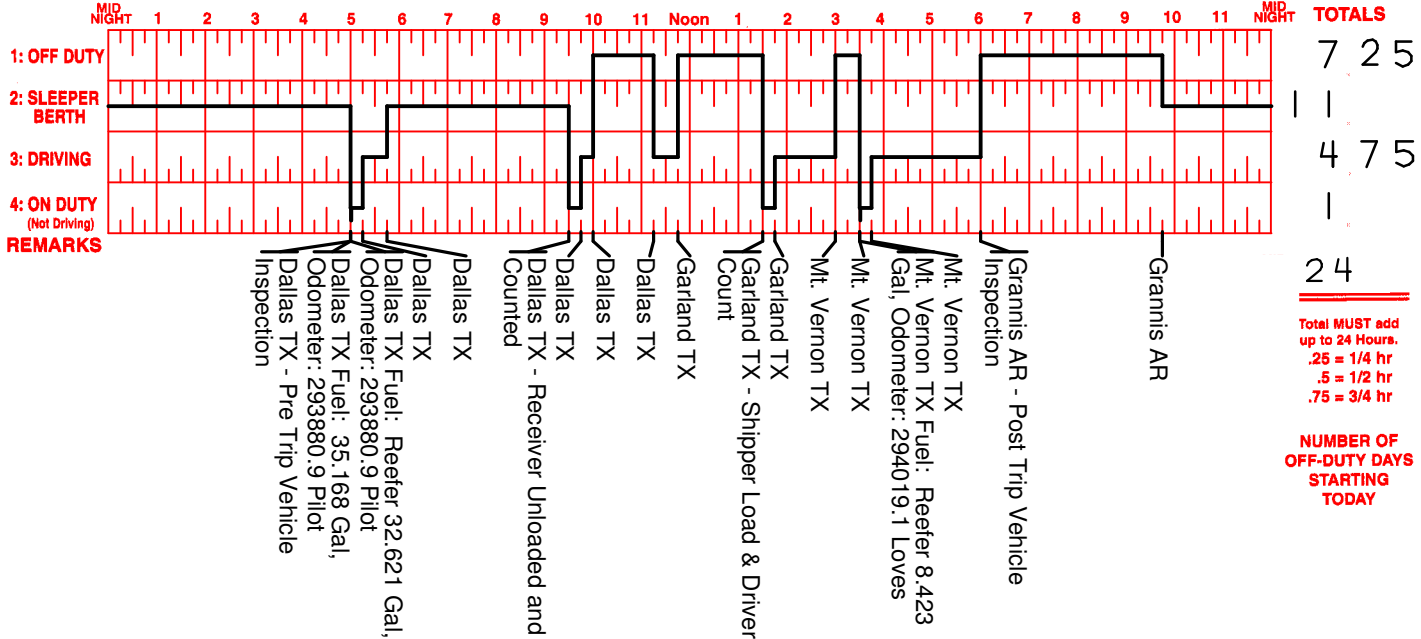 MID NIGHT 1 2 3 4 5 6 7 8 9 10 11 Noon 1 2 3 4 5 6 7 8 9 10 11 MID NIGHT TOTALS
1: OFF DUTY 7 25
2: SLEEPER BERTH 11
3: DRIVING 4 75
4: ON DUTY 1
(Not Driving)
REMARKS
24
Dallas TX - Pre Trip Vehicle
Inspection
Dallas TX Fuel: 35.168 Gal,
Odometer: 293880.9 Pilot
Dallas TX Fuel: Reefer 32.621 Gal,
Odometer: 293880.9 Pilot
Dallas TX
Dallas TX
Dallas TX - Receiver Unloaded and
Counted
Dallas TX
Dallas TX
Dallas TX
Garland TX
Garland TX - Shipper Load & Driver
Count
Garland TX
Mt. Vernon TX
Mt. Vernon TX
Mt. Vernon TX Fuel: Reefer 8.423
Gal, Odometer: 294019.1 Loves
Mt. Vernon TX
Grannis AR - Post Trip Vehicle
Inspection
Grannis AR
Total MUST add
up to 24 Hours.
.25 = 1/4 hr
.5 = 1/2 hr
.75 = 3/4 hr
NUMBER OF
OFF-DUTY DAYS
STARTING
TODAY